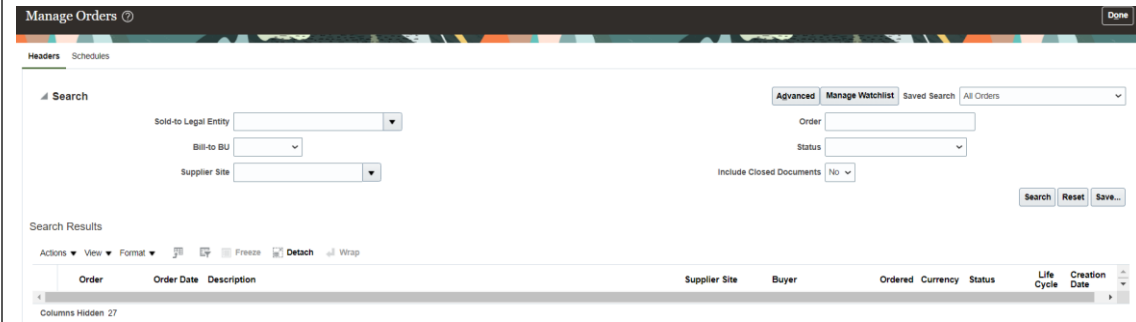 Manage Orders ?
Done
Headers Schedules
Search
Advanced Manage Watchlist Saved Search All Orders
Sold-to Legal Entity
Order
Bill-to BU
Status
Supplier Site
Include Closed Documents No
Search Reset Save...
Search Results
Actions View Format Freeze Detach Wrap
Order Order Date Description Supplier Site Buyer Ordered Currency Status Life Cycle Creation Date
Columns Hidden 27